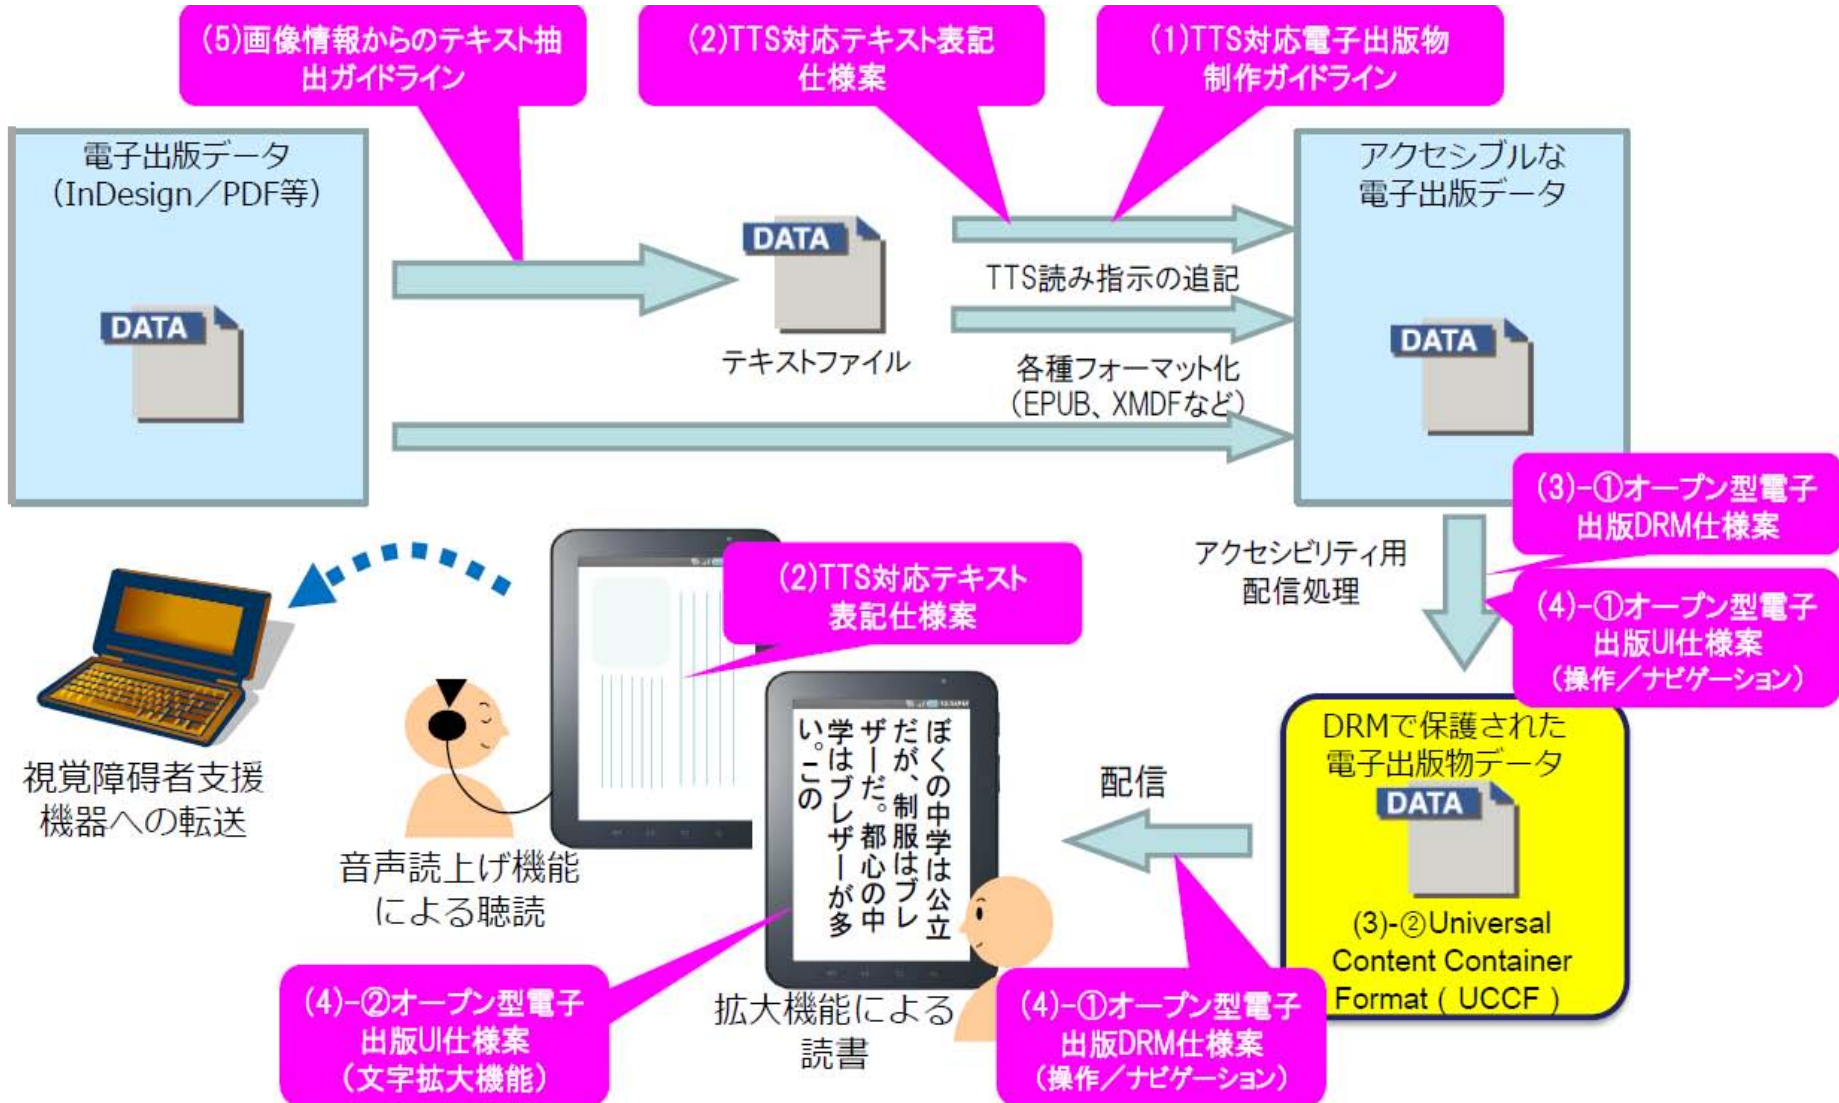 (5)画像情報からのテキスト抽
出ガイドライン
(2)TTS対応テキスト表記
仕様案
(1)TTS対応電子出版物
制作ガイドライン
電子出版データ
（InDesign／PDF等）
DATA
DATA
テキストファイル
TTS読み指示の追記
各種フォーマット化
（EPUB、XMDFなど）
アクセシブルな
電子出版データ
DATA
(3)-①オープン型電子
出版DRM仕様案
アクセシビリティ用
配信処理
(4)-①オープン型電子
出版UI仕様案
（操作／ナビゲーション）
(2)TTS対応テキスト
表記仕様案
視覚障碍者支援
機器への転送
音声読上げ機能
による聴読
ぼくの中学は公立
だが、制服はブレ
ザーだ。都心の中
学はブレザーが多
い。この
拡大機能による
読書
配信
DRMで保護された
電子出版物データ
DATA
(3)-②Universal
Content Container
Format ( UCCF )
(4)-②オープン型電子
出版UI仕様案
（文字拡大機能）
(4)-①オープン型電子
出版DRM仕様案
（操作／ナビゲーション）